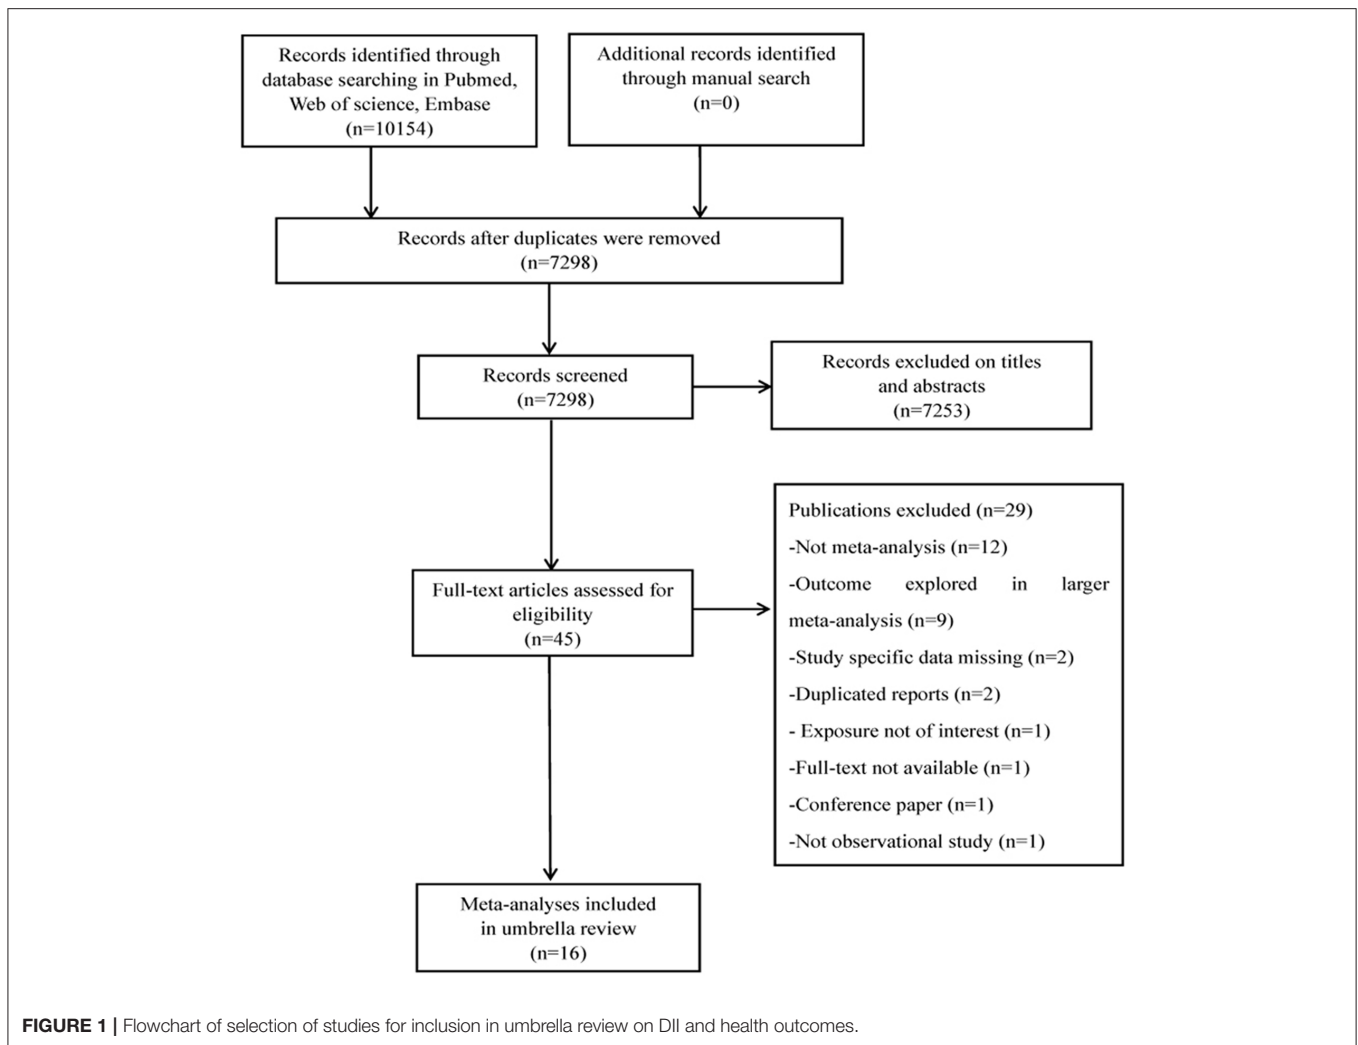 Records identified through
database searching in Pubmed,
Web of science, Embase
(n=10154)
Additional records identified
through manual search
(n=0)
Records after duplicates were removed
(n=7298)
Records screened
(n=7298)
Records excluded on titles
and abstracts
(n=7253)
Full-text articles assessed for
eligibility
(n=45)
Publications excluded (n=29)
-Not meta-analysis (n=12)
-Outcome explored in larger
meta-analysis (n=9)
-Study specific data missing (n=2)
-Duplicated reports (n=2)
- Exposure not of interest (n=1)
-Full-text not available (n=1)
-Conference paper (n=1)
-Not observational study (n=1)
Meta-analyses included
in umbrella review
(n=16)
FIGURE 1 | Flowchart of selection of studies for inclusion in umbrella review on DII and health outcomes.